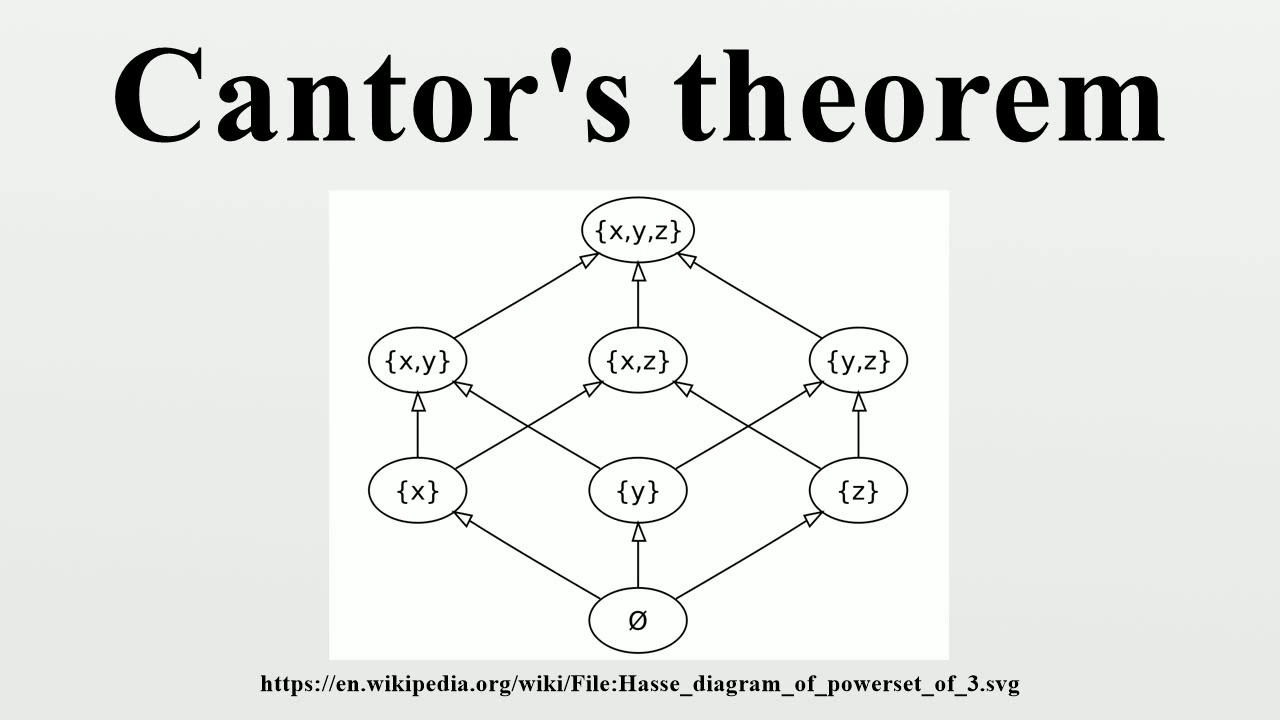 Cantor's theorem
{x,y,z}
{x,y} {x,z} {y,z}
{x} {y} {z}
Ø
https://en.wikipedia.org/wiki/File:Hasse_diagram_of_powerset_of_3.svg